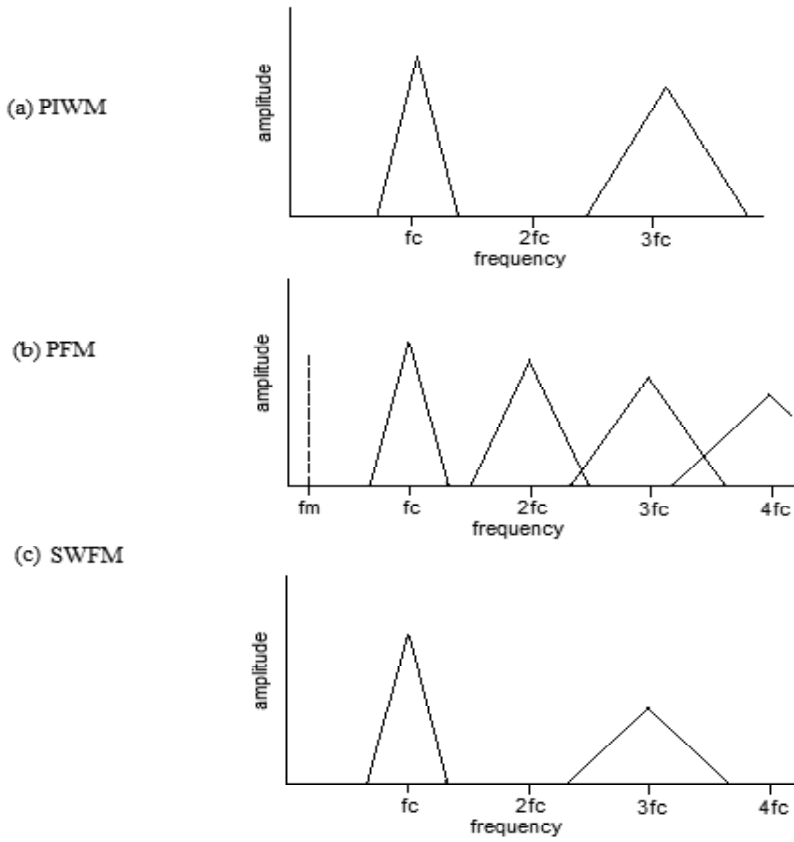 (a) PIWM
amplitude
fc 2fc 3fc
frequency
(b) PFM
amplitude
fm fc 2fc 3fc 4fc
frequency
(c) SWFM
amplitude
fc 2fc 3fc 4fc
frequency